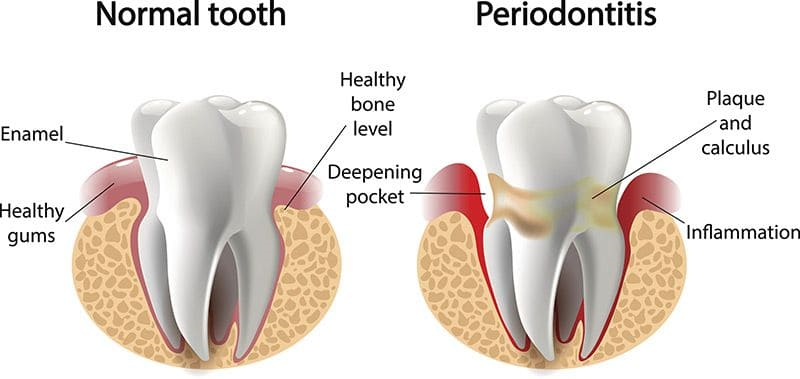 Normal tooth
Periodontitis
Healthy
bone
level
Enamel
Healthy
gums
Plaque
and
calculus
Deepening
pocket
Inflammation